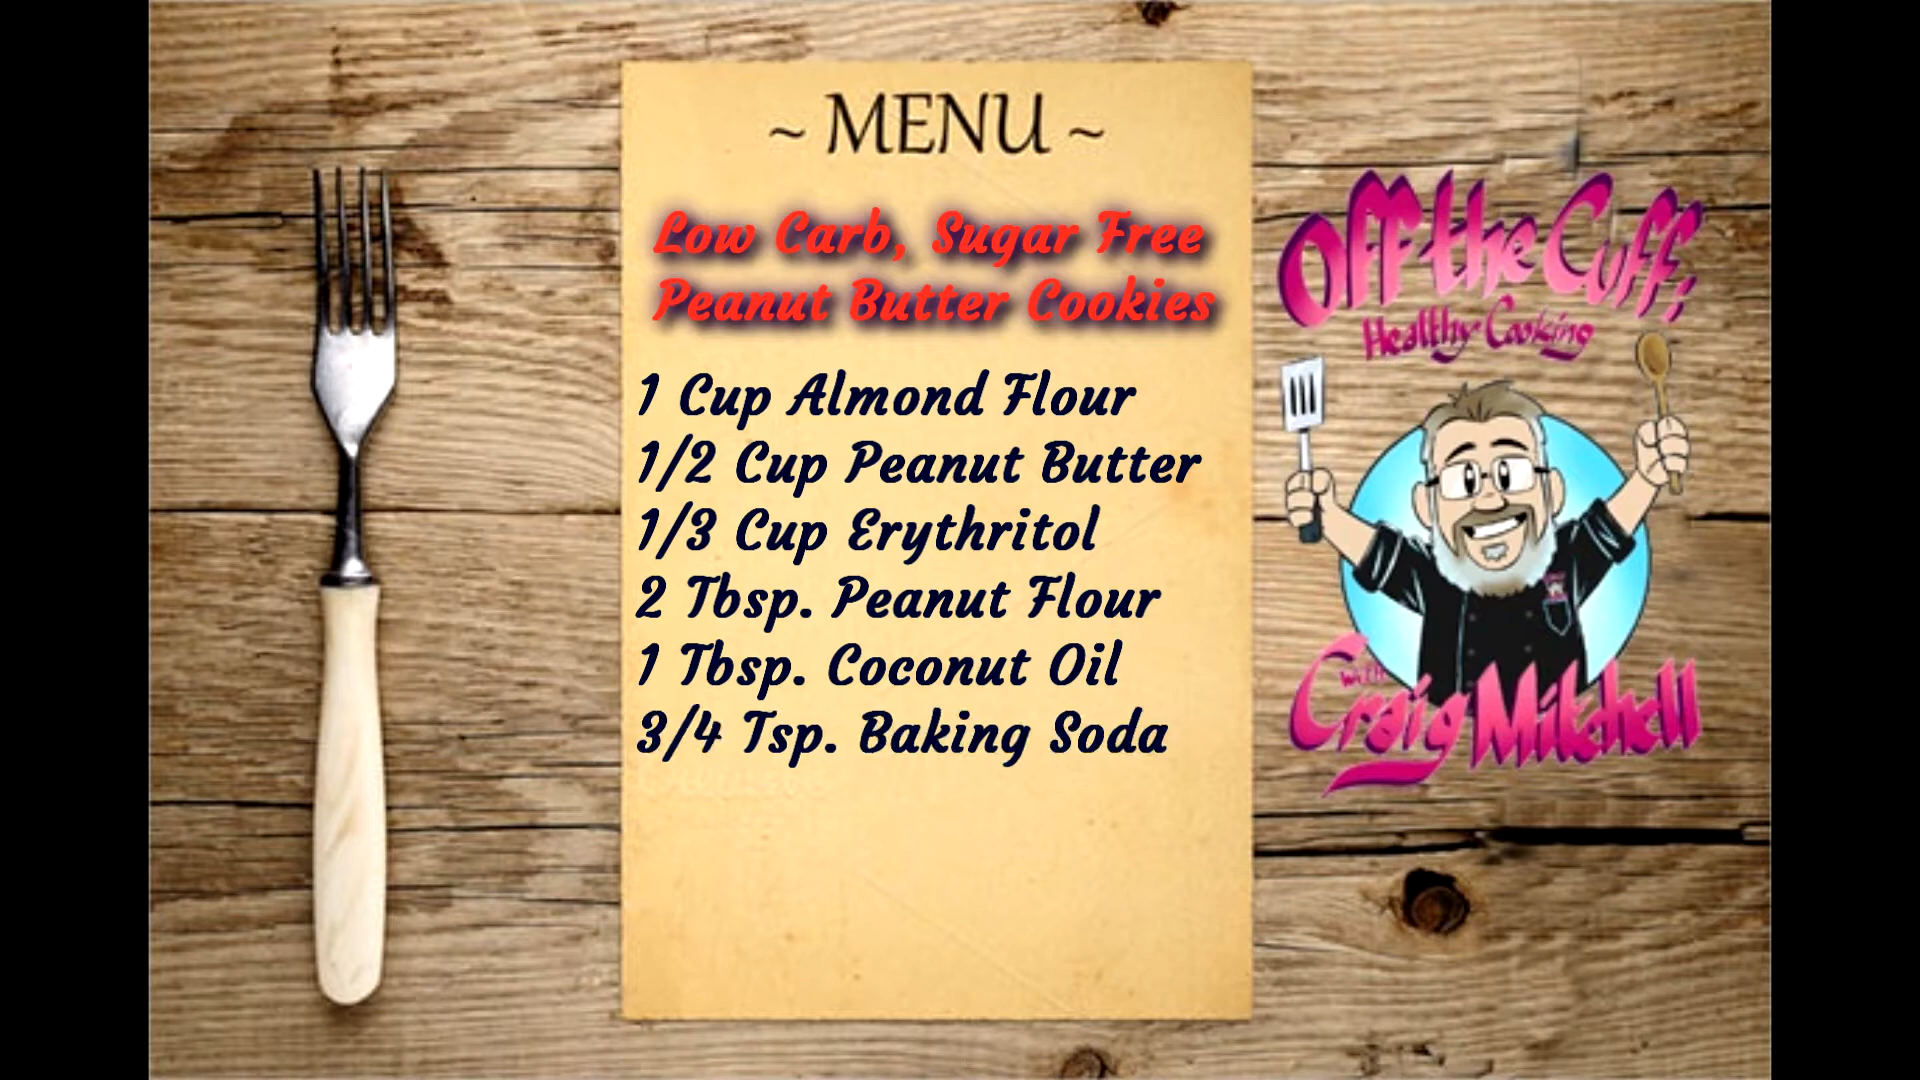 ~ MENU ~
Low Carb, Sugar Free
Peanut Butter Cookies
1 Cup Almond Flour
1/2 Cup Peanut Butter
1/3 Cup Erythritol
2 Tbsp. Peanut Flour
1 Tbsp. Coconut Oil
3/4 Tsp. Baking Soda
Off the Cuff:
Healthy Cooking
with
Craig Mitchell